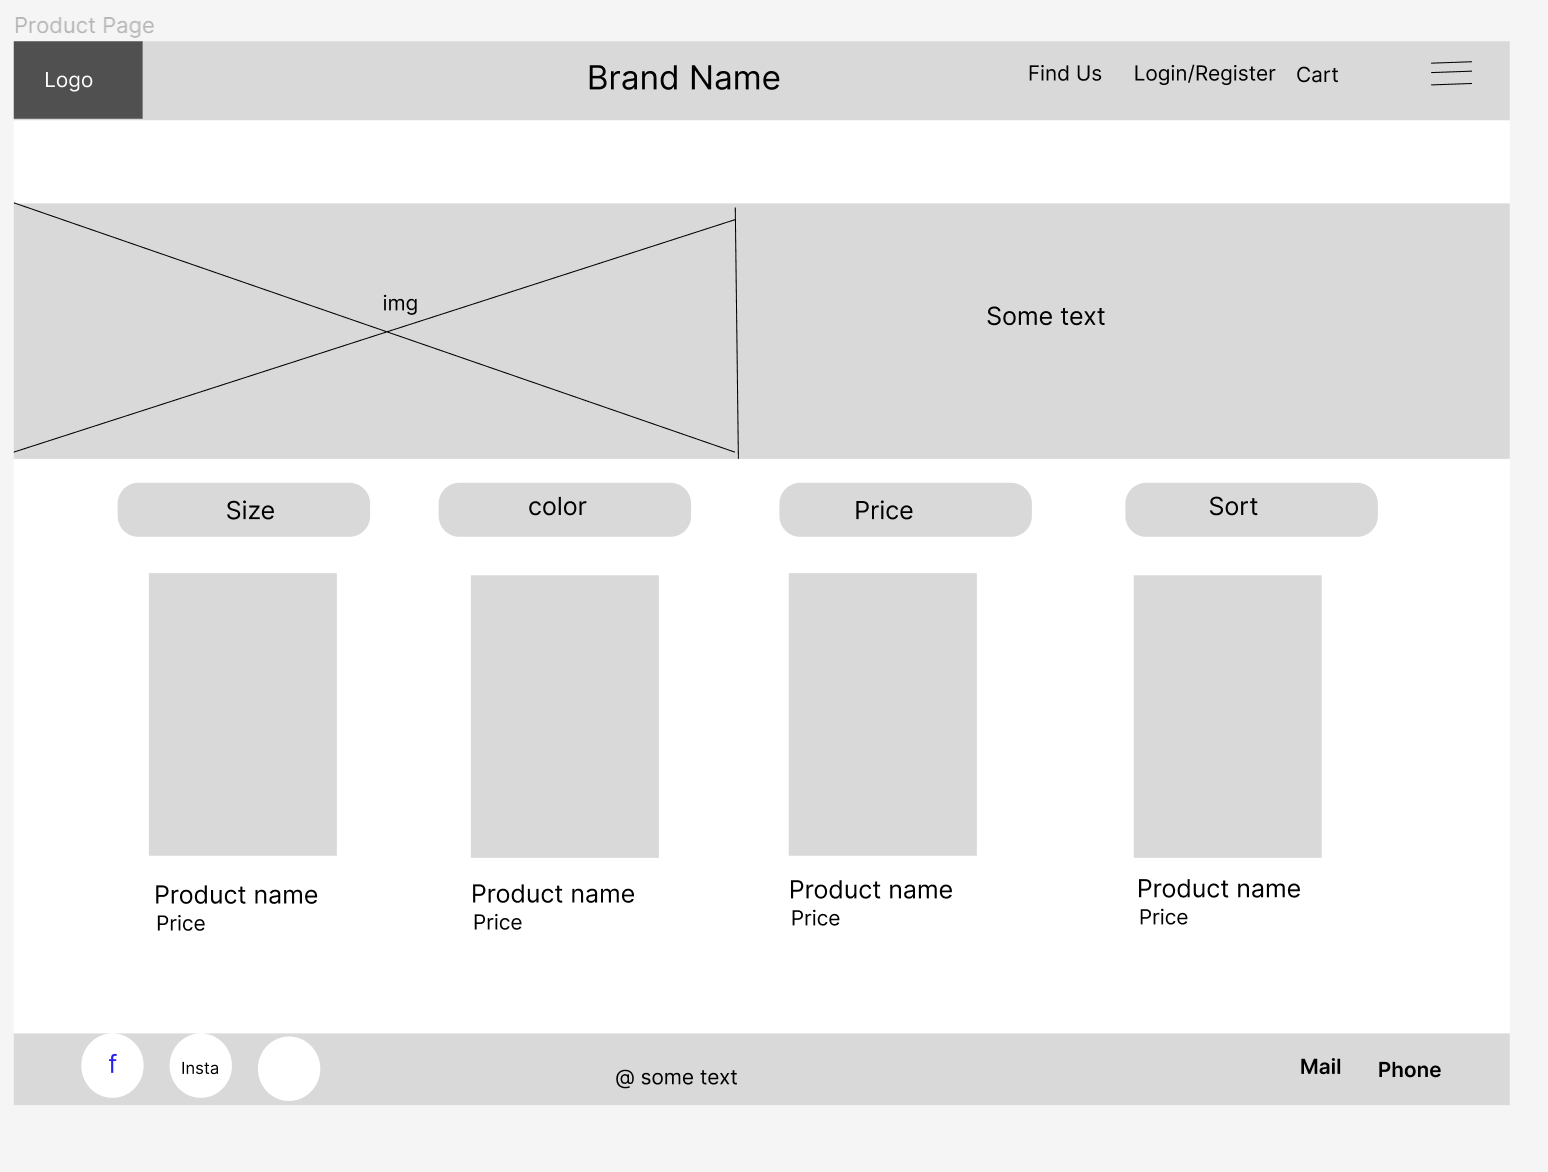 Product Page
Logo
Brand Name
Find Us
Login/Register
Cart
img
Some text
Size
color
Price
Sort
Product name
Price
Product name
Price
Product name
Price
Product name
Price
f
Insta
@ some text
Mail
Phone